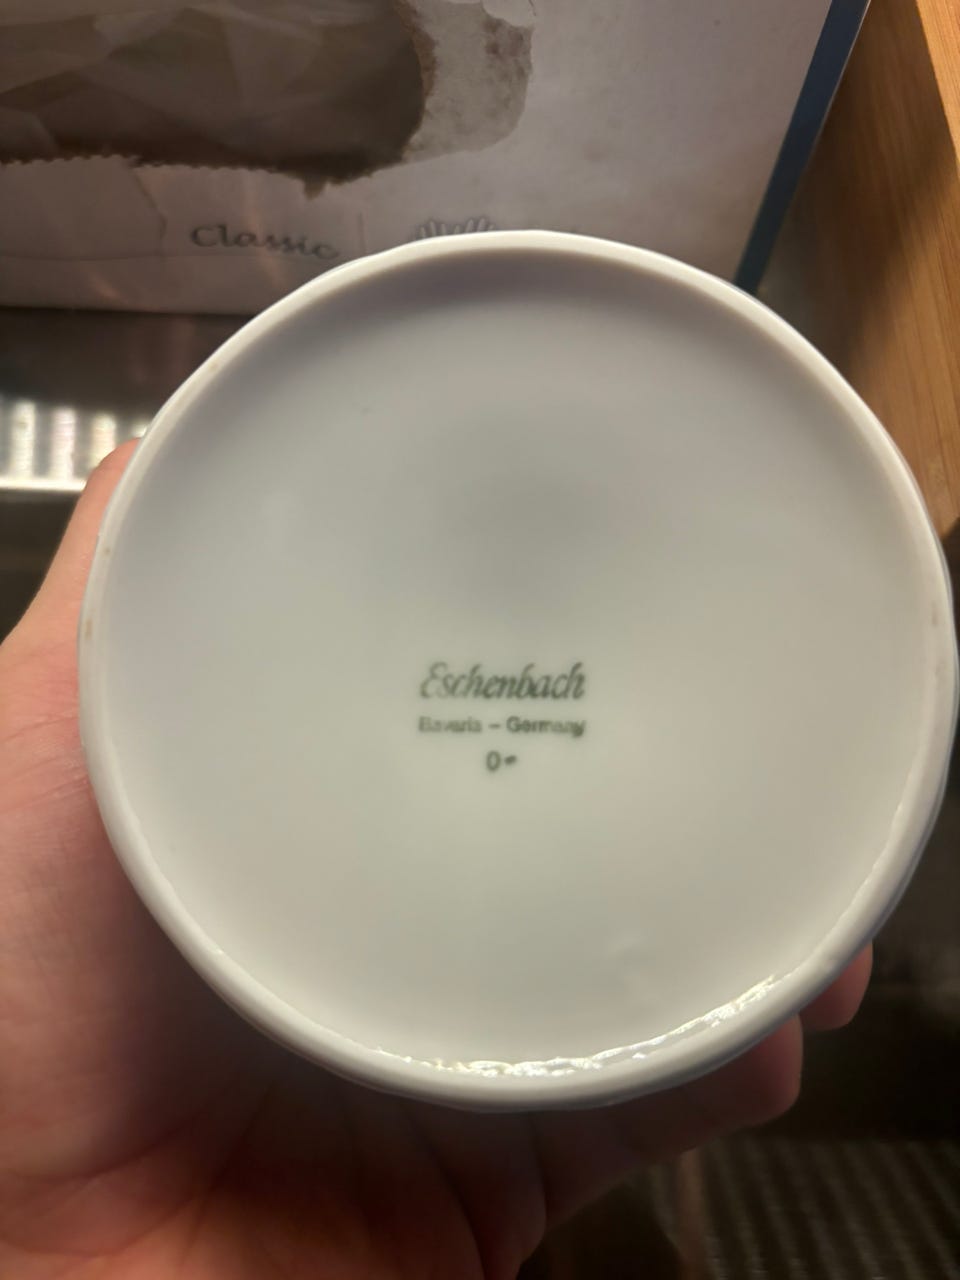 Classic
Eschenbach
Bavaria – Germany
0